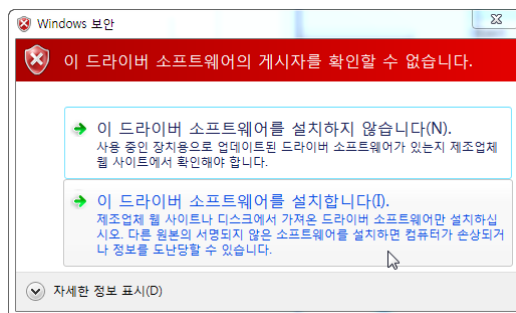 Windows 보안
이 드라이버 소프트웨어의 게시자를 확인할 수 없습니다.
이 드라이버 소프트웨어를 설치하지 않습니다(N).
사용 중인 장치용으로 업데이트된 드라이버 소프트웨어가 있는지 제조업체
웹 사이트에서 확인해야 합니다.
이 드라이버 소프트웨어를 설치합니다(I).
제조업체 웹 사이트나 디스크에서 가져온 드라이버 소프트웨어만 설치하십
시오. 다른 원본의 서명되지 않은 소프트웨어를 설치하면 컴퓨터가 손상되거
나 정보를 도난당할 수 있습니다.
자세한 정보 표시(D)